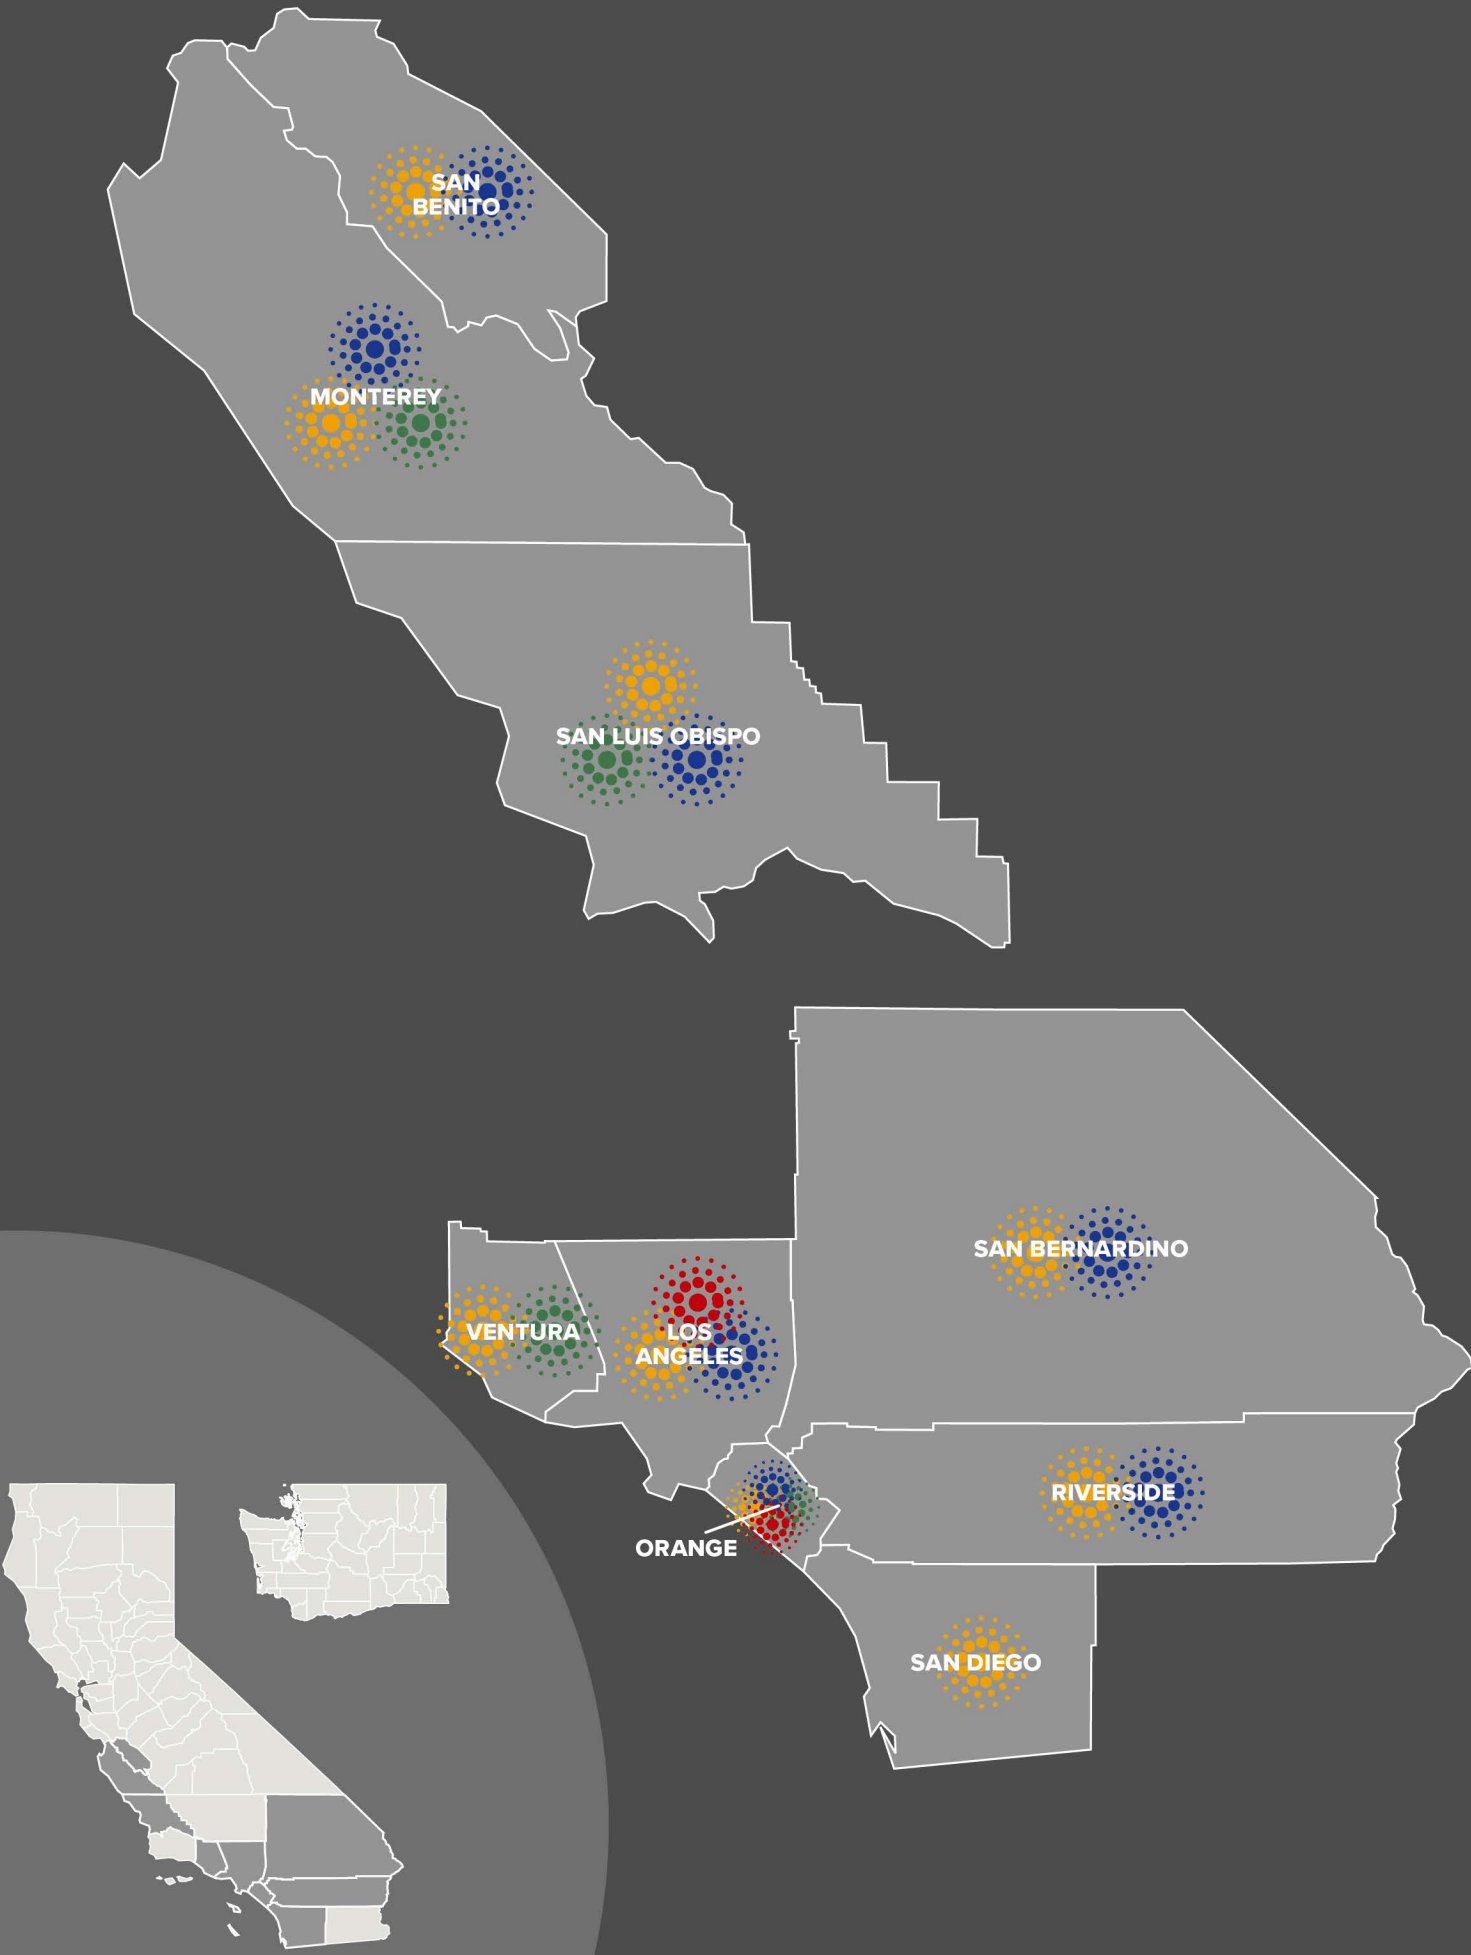 SAN
BENITO
MONTEREY
SAN LUIS OBISPO
SAN BERNARDINO
VENTURA
LOS
ANGELES
RIVERSIDE
ORANGE
SAN DIEGO